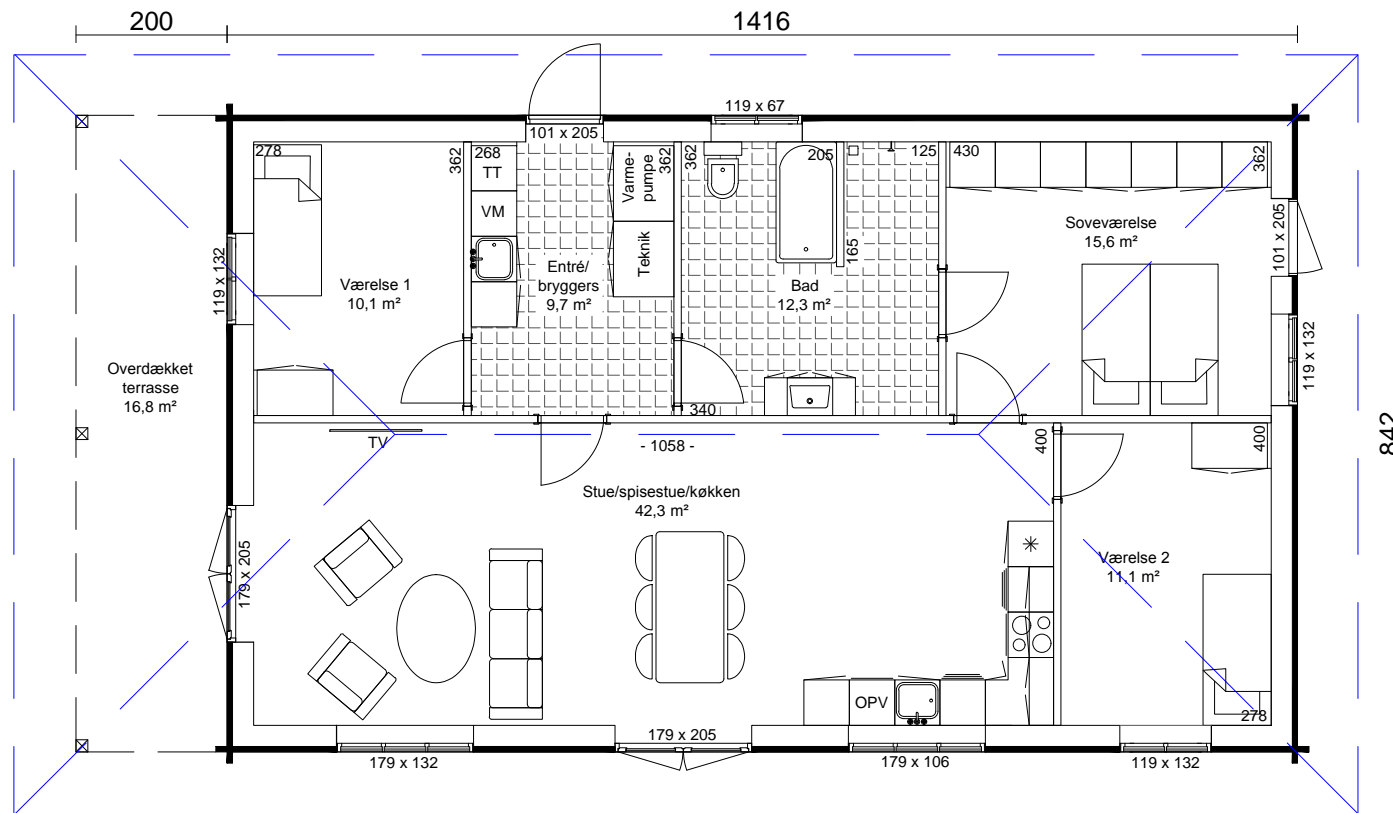 200
1416
119 x 67
101 x 205
278
362
268
TT
VM
Varme-
pumpe
Teknik
362
362
205
165
125
430
362
101 x 205
Soveværelse
15,6 m²
119 x 132
Værelse 1
10,1 m²
Entré/
bryggers
9,7 m²
Bad
12,3 m²
119 x 132
Overdækket
terrasse
16,8 m²
340
TV
- 1058 -
400
400
842
Stue/spisestue/køkken
42,3 m²
179 x 205
Værelse 2
11,1 m²
OPV
278
179 x 132
179 x 205
179 x 106
119 x 132